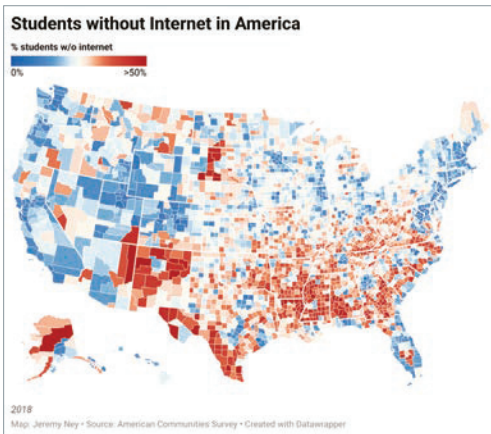 Students without Internet in America
% students w/o internet
0% >50%
2018
Map: Jeremy Ney • Source: American Communities Survey • Created with Datawrapper